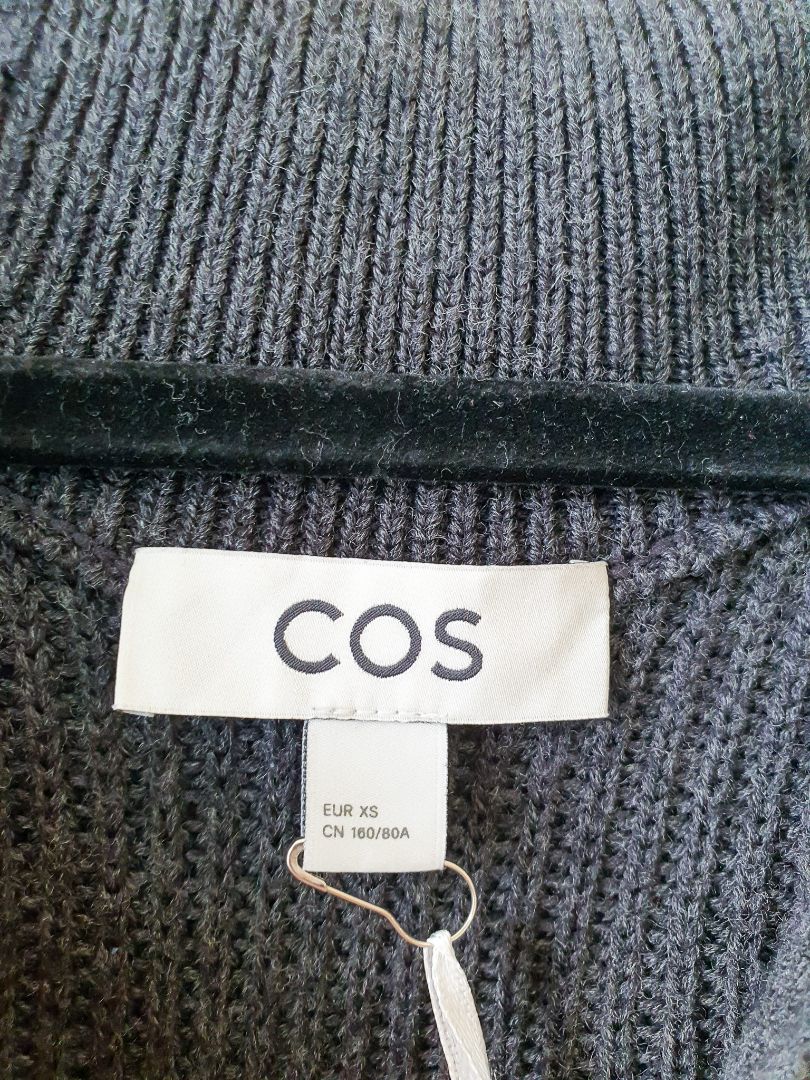 COS
EUR XS
CN 160/80A